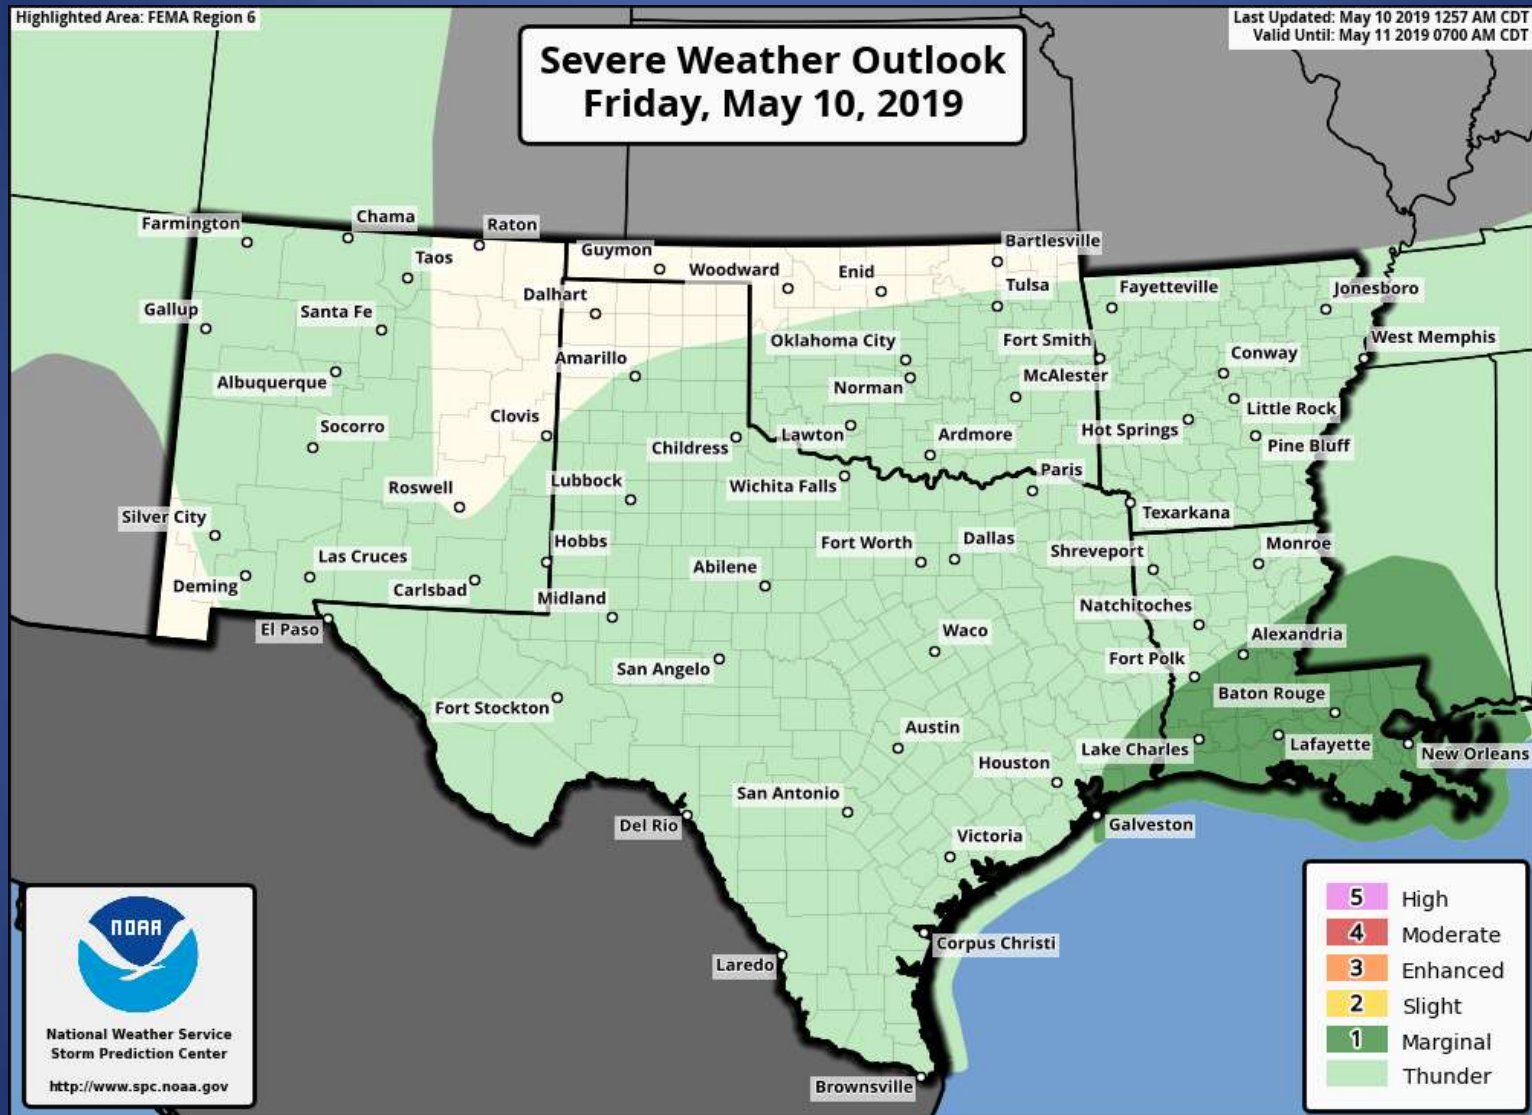 Highlighted Area: FEMA Region 6
Last Updated: May 10 2019 1257 AM CDT
Valid Until: May 11 2019 0700 AM CDT
Severe Weather Outlook
Friday, May 10, 2019
Farmington
Chama
Raton
Taos
Guymon
Woodward
Enid
Bartlesville
Dalhart
Tulsa
Fayetteville
Jonesboro
Gallup
Santa Fe
Amarillo
Oklahoma City
Fort Smith
West Memphis
Conway
Albuquerque
Norman
McAlester
Little Rock
Clovis
Socorro
Childress
Lawton
Ardmore
Hot Springs
Pine Bluff
Roswell
Lubbock
Wichita Falls
Paris
Texarkana
Silver City
Las Cruces
Hobbs
Fort Worth
Dallas
Shreveport
Monroe
Deming
Carlsbad
Midland
Abilene
Natchitoches
El Paso
Waco
Alexandria
San Angelo
Fort Polk
Fort Stockton
Baton Rouge
Austin
Lake Charles
Lafayette
New Orleans
Houston
San Antonio
Del Rio
Galveston
Victoria
Corpus Christi
Laredo
Brownsville
NOAA
National Weather Service
Storm Prediction Center
http://www.spc.noaa.gov
5 High
4 Moderate
3 Enhanced
2 Slight
1 Marginal
Thunder